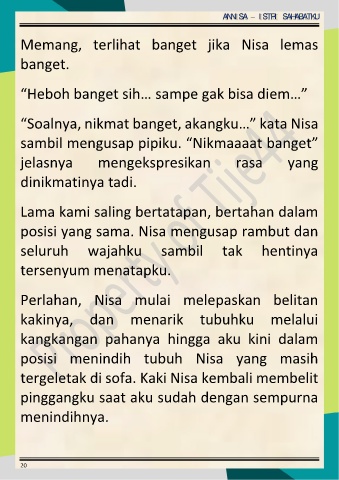 ANNISA – ISTRI SAHABATKU
Memang, terlihat banget jika Nisa lemas
banget.
“Heboh banget sih… sampe gak bisa diem…”
“Soalnya, nikmat banget, akangku…” kata Nisa
sambil mengusap pipiku. “Nikmaaaat banget”
jelasnya mengekspresikan rasa yang
dinikmatinya tadi.
Lama kami saling bertatapan, bertahan dalam
posisi yang sama. Nisa mengusap rambut dan
seluruh wajahku sambil tak hentinya
tersenyum menatapku.
Perlahan, Nisa mulai melepaskan belitan
kakinya, dan menarik tubuhku melalui
kangkangan pahanya hingga aku kini dalam
posisi menindih tubuh Nisa yang masih
tergeletak di sofa. Kaki Nisa kembali membelit
pinggangku saat aku sudah dengan sempurna
menindihnya.
Property of Tije44
20